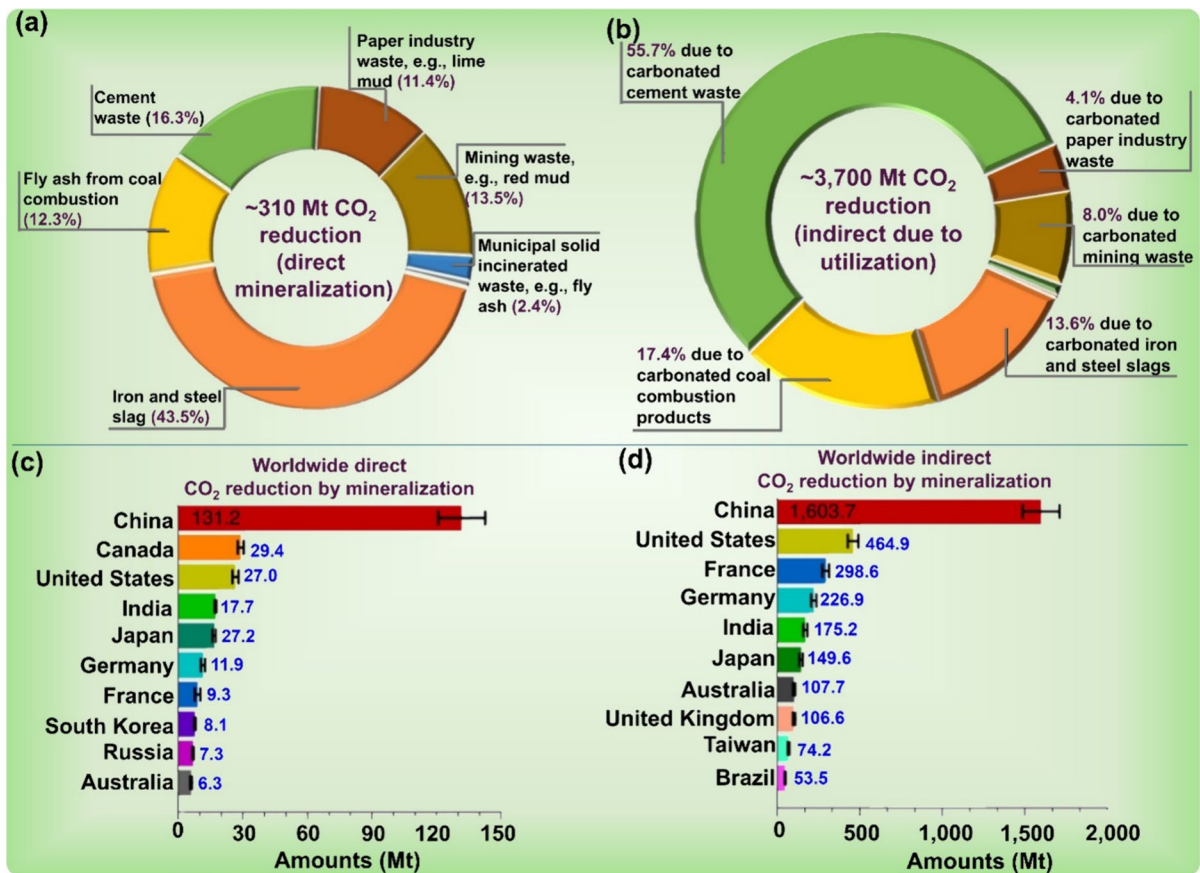 (a)
Paper industry
waste, e.g., lime
mud (11.4%)
Cement
waste (16.3%)
Mining waste,
e.g., red mud
(13.5%)
Fly ash from coal
combustion
(12.3%)
~310 Mt CO₂
reduction
(direct
mineralization)
Municipal solid
incinerated
waste, e.g., fly
ash (2.4%)
Iron and steel
slag (43.5%)
(b)
55.7% due to
carbonated
cement waste
4.1% due to
carbonated
paper industry
waste
~3,700 Mt CO₂
reduction
(indirect due to
utilization)
8.0% due to
carbonated
mining waste
13.6% due to
carbonated iron
and steel slags
17.4% due to
carbonated coal
combustion
products
(c)
Worldwide direct
CO₂ reduction by mineralization
China 131.2
Canada 29.4
United States 27.0
India 17.7
Japan 27.2
Germany 11.9
France 9.3
South Korea 8.1
Russia 7.3
Australia 6.3
0 30 60 90 120 150
Amounts (Mt)
(d)
Worldwide indirect
CO₂ reduction by mineralization
China 1,603.7
United States 464.9
France 298.6
Germany 226.9
India 175.2
Japan 149.6
Australia 107.7
United Kingdom 106.6
Taiwan 74.2
Brazil 53.5
0 500 1,000 1,500 2,000
Amounts (Mt)